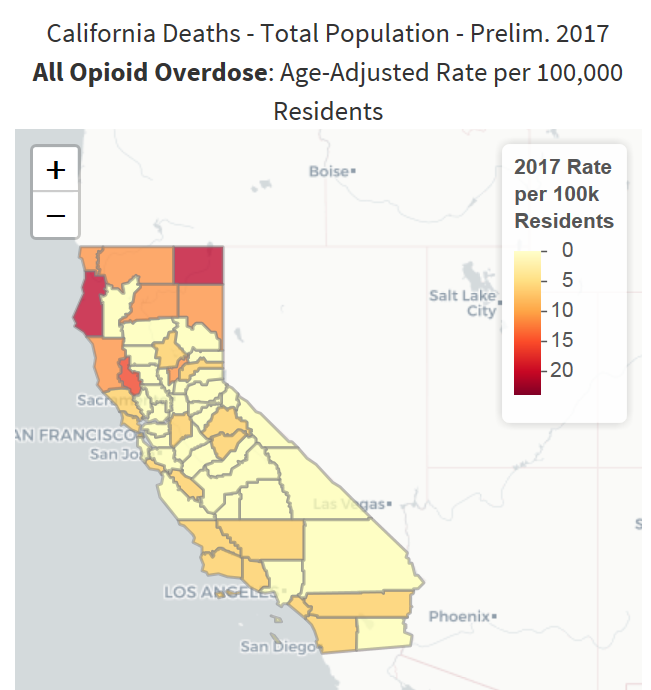 California Deaths - Total Population - Prelim. 2017
All Opioid Overdose: Age-Adjusted Rate per 100,000
Residents
+
−
Boise
2017 Rate
per 100k
Residents
0
5
10
15
20
Salt Lake
City
Sacramento
AN FRANCISCO
San Jo
Las Vegas
LOS ANGELES
Phoenix
San Diego